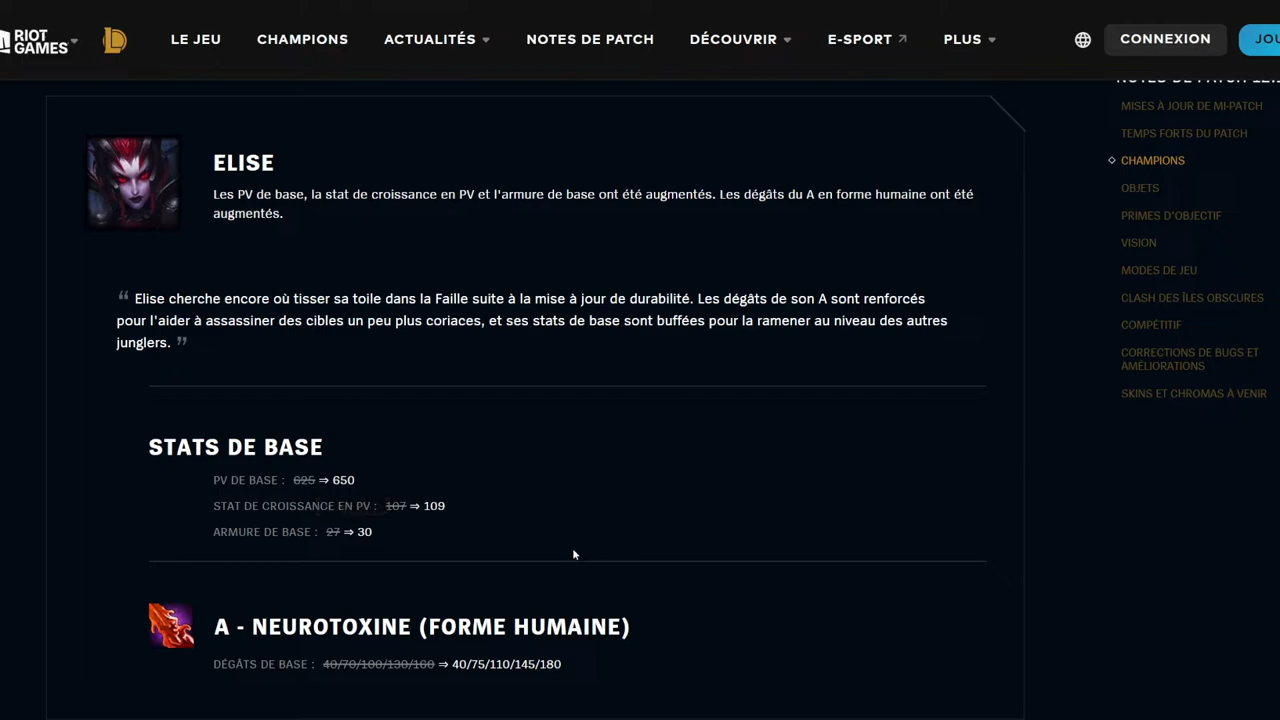 RIOT GAMES
LE JEU
CHAMPIONS
ACTUALITÉS
NOTES DE PATCH
DÉCOUVRIR
E-SPORT
PLUS
CONNEXION
JOU
NOTES DE PATCH
MISES À JOUR DE MI-PATCH
TEMPS FORTS DU PATCH
CHAMPIONS
OBJETS
PRIMES D'OBJECTIF
VISION
MODES DE JEU
CLASH DES ÎLES OBSCURES
COMPÉTITIF
CORRECTIONS DE BUGS ET
AMÉLIORATIONS
SKINS ET CHROMAS À VENIR
ELISE
Les PV de base, la stat de croissance en PV et l'armure de base ont été augmentés. Les dégâts du A en forme humaine ont été
augmentés.
“ Elise cherche encore où tisser sa toile dans la Faille suite à la mise à jour de durabilité. Les dégâts de son A sont renforcés
pour l'aider à assassiner des cibles un peu plus coriaces, et ses stats de base sont buffées pour la ramener au niveau des autres
junglers. ”
STATS DE BASE
PV DE BASE : 625 ⇒ 650
STAT DE CROISSANCE EN PV : 107 ⇒ 109
ARMURE DE BASE : 27 ⇒ 30
A - NEUROTOXINE (FORME HUMAINE)
DÉGÂTS DE BASE : 40/70/100/130/160 ⇒ 40/75/110/145/180